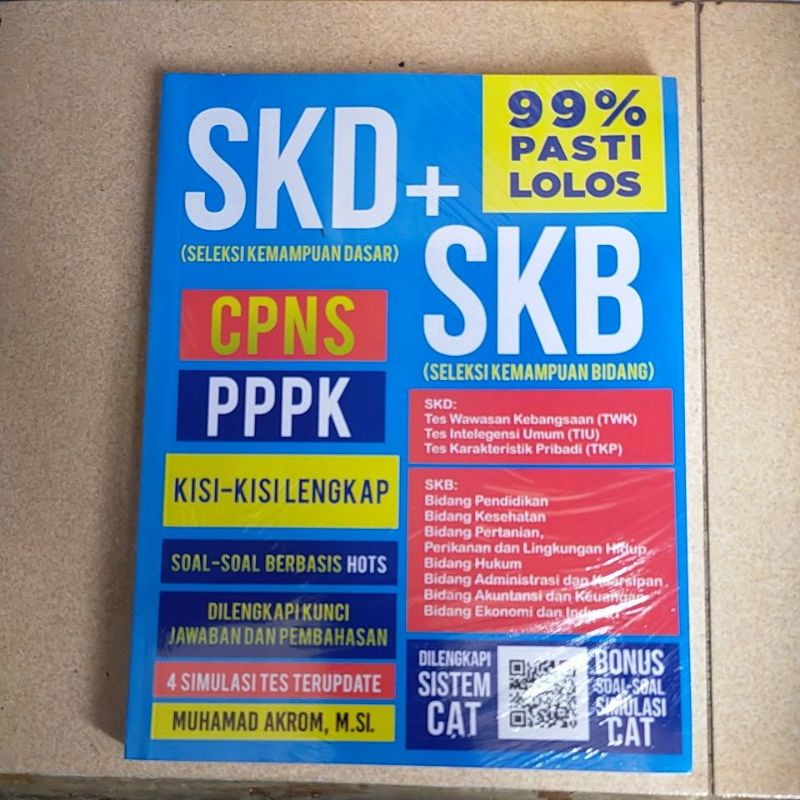 99%
PASTI
LOLOS
SKD+
(SELEKSI KEMAMPUAN DASAR)
SKB
(SELEKSI KEMAMPUAN BIDANG)
CPNS
PPPK
KISI-KISI LENGKAP
SOAL-SOAL BERBASIS HOTS
DILENGKAPI KUNCI
JAWABAN DAN PEMBAHASAN
4 SIMULASI TES TERUPDATE
MUHAMAD AKROM, M.SI.
SKD:
Tes Wawasan Kebangsaan (TWK)
Tes Intelegensi Umum (TIU)
Tes Karakteristik Pribadi (TKP)
SKB:
Bidang Pendidikan
Bidang Kesehatan
Bidang Pertanian,
Perikanan dan Lingkungan Hidup
Bidang Hukum
Bidang Administrasi dan Kearsipan
Bidang Akuntansi dan Keuangan
Bidang Ekonomi dan
DILENGKAPI
SISTEM
CAT
BONUS
SOAL-SOAL
SIMULASI
CAT